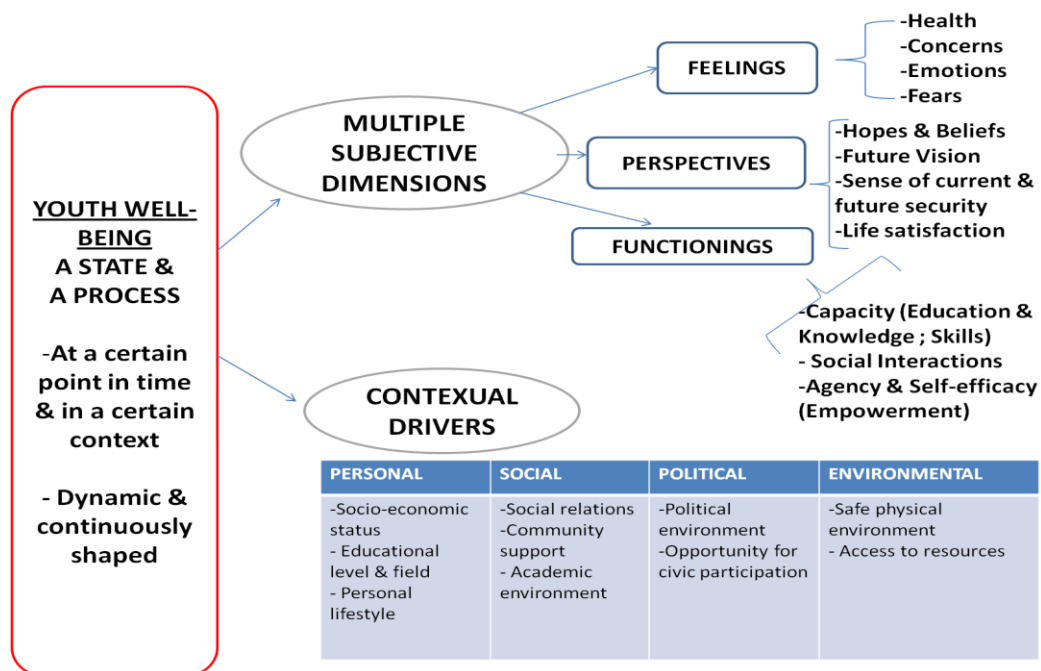 YOUTH WELL-
BEING
A STATE &
A PROCESS
-At a certain
point in time
& in a certain
context
- Dynamic &
continuously
shaped
MULTIPLE
SUBJECTIVE
DIMENSIONS
FEELINGS
-Health
-Concerns
-Emotions
-Fears
PERSPECTIVES
-Hopes & Beliefs
-Future Vision
-Sense of current &
future security
-Life satisfaction
FUNCTIONINGS
-Capacity (Education &
Knowledge ; Skills)
- Social Interactions
-Agency & Self-efficacy
(Empowerment)
CONTEXUAL
DRIVERS
PERSONAL
-Socio-economic
status
- Educational
level & field
- Personal
lifestyle
SOCIAL
-Social relations
-Community
support
- Academic
environment
POLITICAL
-Political
environment
-Opportunity for
civic participation
ENVIRONMENTAL
-Safe physical
environment
- Access to resources